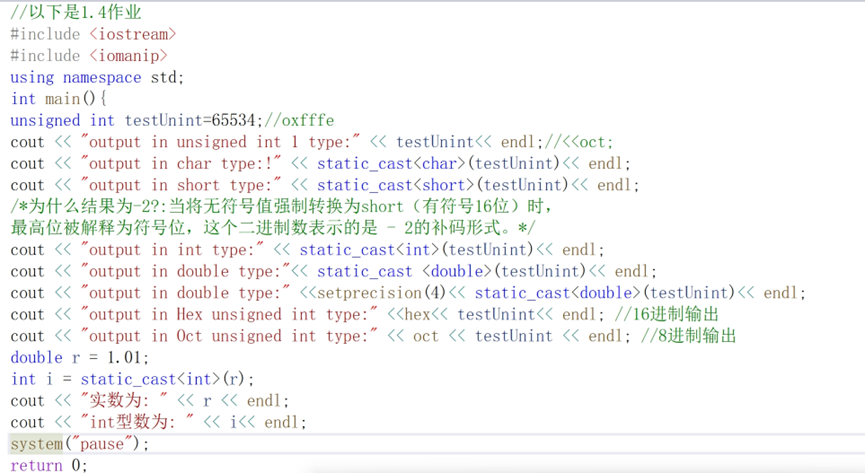 //以下是1.4作业
#include <iostream>
#include <iomanip>
using namespace std;
int main(){
unsigned int testUnint=65534;//oxfffe
cout << "output in unsigned int 1 type:" << testUnint<< endl;//<<oct;
cout << "output in char type:!" << static_cast<char>(testUnint)<< endl;
cout << "output in short type:" << static_cast<short>(testUnint)<< endl;
/*为什么结果为-2?:当将无符号值强制转换为short（有符号16位）时，
最高位被解释为符号位，这个二进制数表示的是 - 2的补码形式。*/
cout << "output in int type:" << static_cast<int>(testUnint)<< endl;
cout << "output in double type:"<< static_cast <double>(testUnint)<< endl;
cout << "output in double type:" <<setprecision(4)<< static_cast<double>(testUnint)<< endl;
cout << "output in Hex unsigned int type:" <<hex<< testUnint<< endl; //16进制输出
cout << "output in Oct unsigned int type:" << oct << testUnint << endl; //8进制输出
double r = 1.01;
int i = static_cast<int>(r);
cout << "实数为: " << r << endl;
cout << "int型数为: " << i<< endl;
system("pause");
return 0;